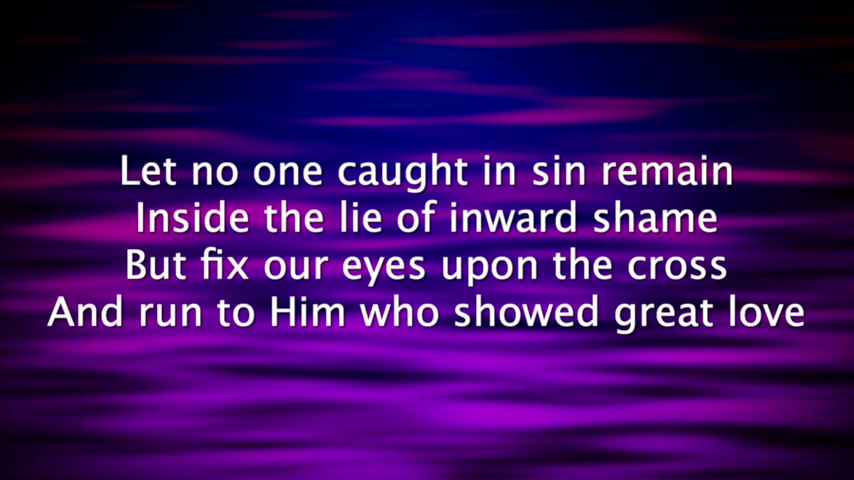 Let no one caught in sin remain
Inside the lie of inward shame
But fix our eyes upon the cross
And run to Him who showed great love